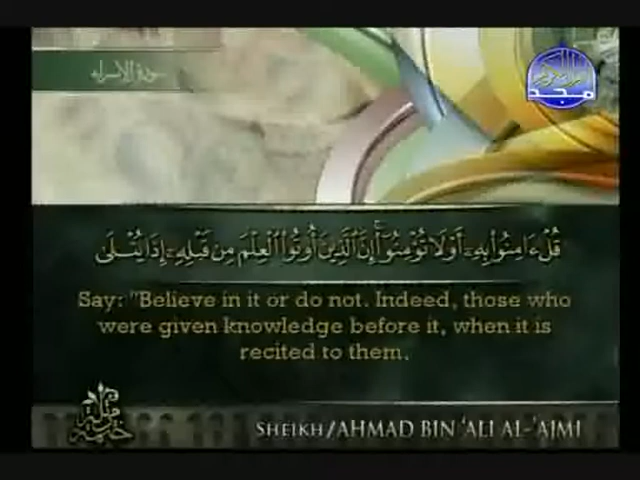 سورة الإسراء
مجد
قُلْ ءَامِنُوا۟ بِهِۦٓ أَوْ لَا تُؤْمِنُوٓا۟ ۚ إِنَّ ٱلَّذِينَ أُوتُوا۟ ٱلْعِلْمَ مِن قَبْلِهِۦٓ إِذَا يُتْلَىٰ
Say: "Believe in it or do not. Indeed, those who
were given knowledge before it, when it is
recited to them,
SHEIKH/AHMAD BIN 'ALI AL-'AJMI